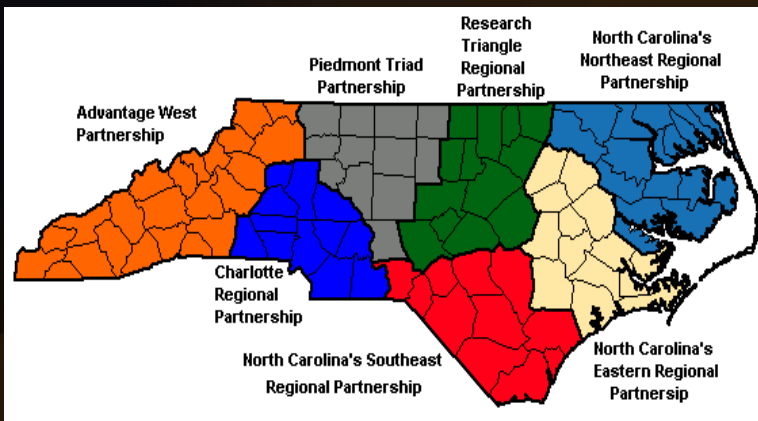 Research
Triangle
Regional
Partnership
North Carolina's
Northeast Regional
Partnership
Piedmont Triad
Partnership
Advantage West
Partnership
Charlotte
Regional
Partnership
North Carolina's Southeast
Regional Partnership
North Carolina's
Eastern Regional
Partnersip